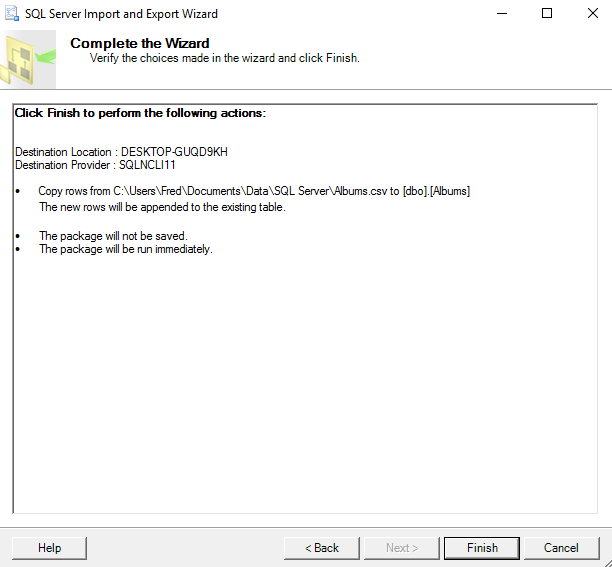 SQL Server Import and Export Wizard
Complete the Wizard
Verify the choices made in the wizard and click Finish.
Click Finish to perform the following actions:
Destination Location : DESKTOP-GUQD9KH
Destination Provider : SQLNCLI11
• Copy rows from C:\Users\Fred\Documents\Data\SQL Server\Albums.csv to [dbo].[Albums]
The new rows will be appended to the existing table.
• The package will not be saved.
• The package will be run immediately.
Help
< Back
Next >
Finish
Cancel